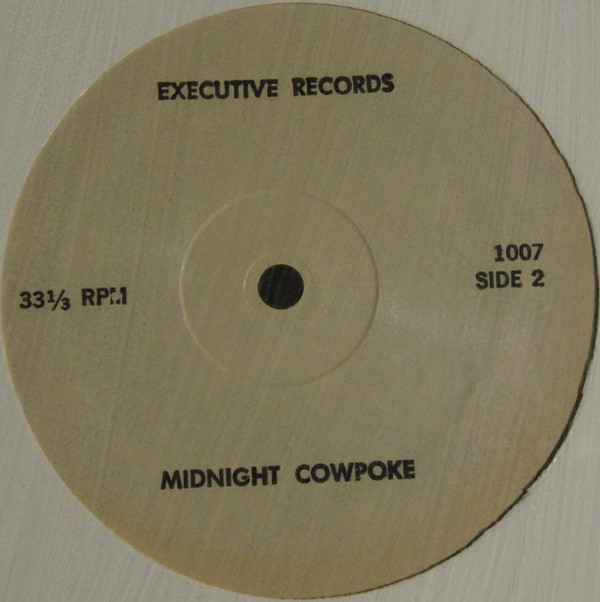 EXECUTIVE RECORDS
1007
33⅓ RPM
SIDE 2
MIDNIGHT COWPOKE